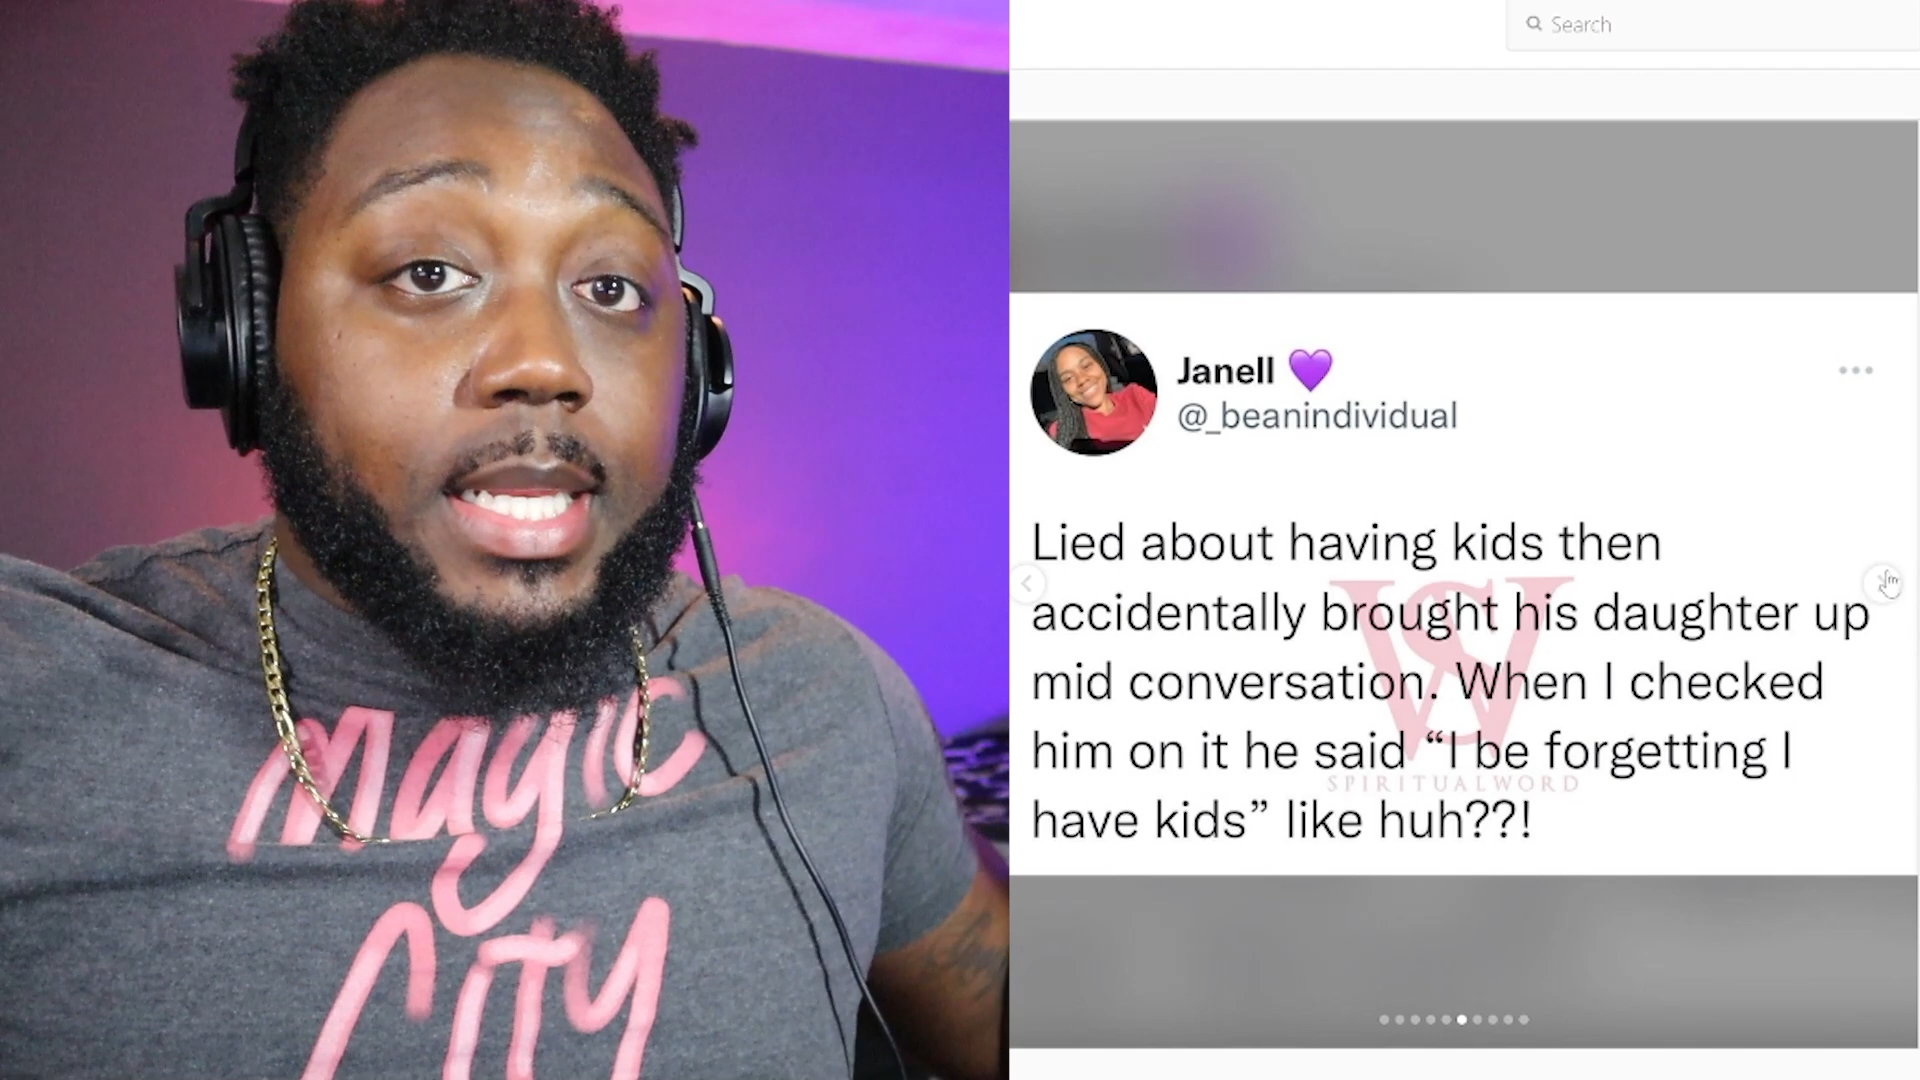 Magic
City
Search
Janell 💜
@_beanindividual
Lied about having kids then
accidentally brought his daughter up
mid conversation. When I checked
him on it he said “I be forgetting I
have kids” like huh??!
WS
SPIRITUALWORD